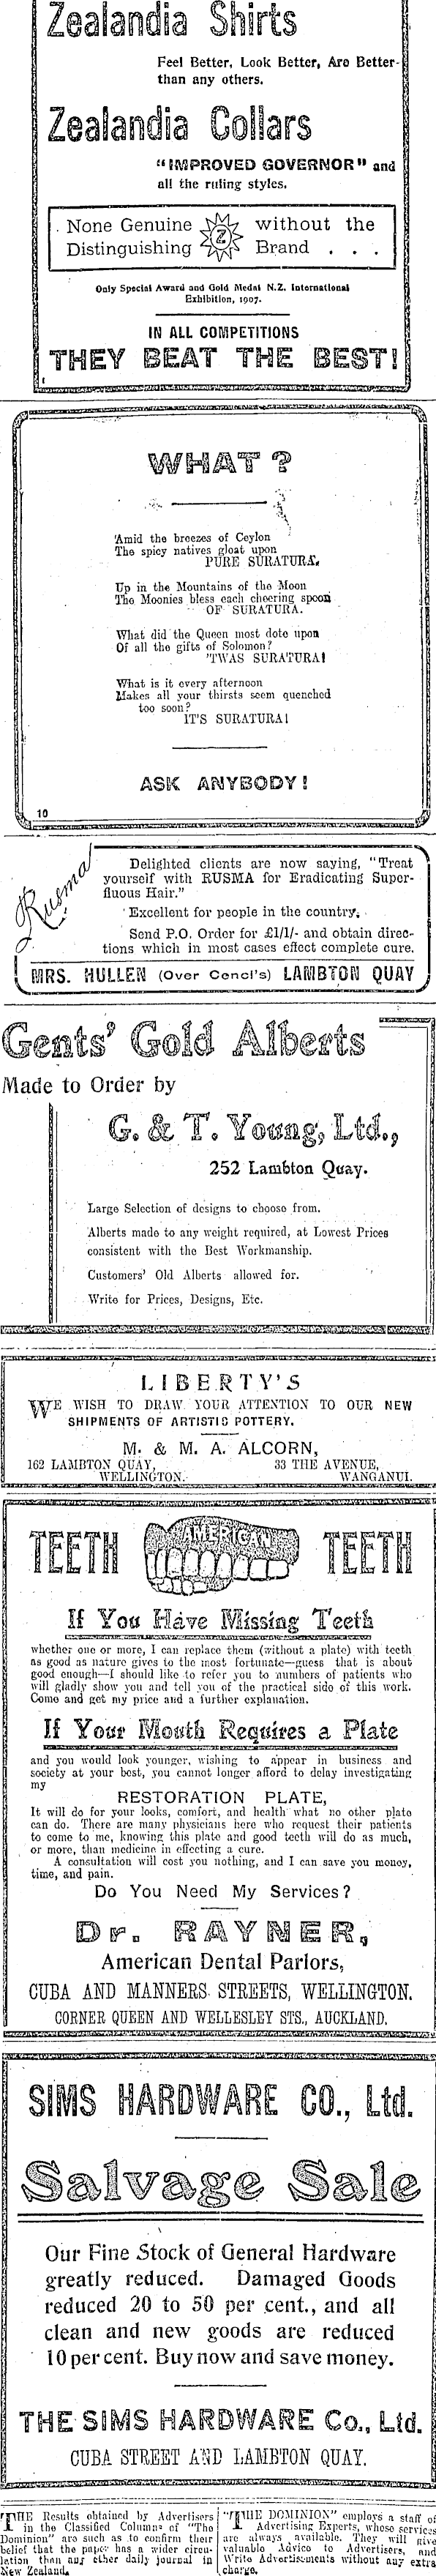 Zealandia Shirts
Feel Better, Look Better, Are Better
than any others.
Zealandia Collars
"IMPROVED GOVERNOR" and
all the ruling styles.
None Genuine without the
Distinguishing Z Brand . . .
Only Special Award and Gold Medal N.Z. International
Exhibition, 1907.
IN ALL COMPETITIONS
THEY BEAT THE BEST!
WHAT?
'Amid the breezes of Ceylon
The spicy natives gloat upon
PURE SURATURA.
Up in the Mountains of the Moon
The Moonies bless each cheering spoon
OF SURATURA.
What did the Queen most dote upon
Of all the gifts of Solomon?
'TWAS SURATURA!
What is it every afternoon
Makes all your thirsts seem quenched
too soon?
IT'S SURATURA!
ASK ANYBODY!
10
Rusma
Delighted clients are now saying, "Treat
yourself with RUSMA for Eradicating Super-
fluous Hair."
Excellent for people in the country.
Send P.O. Order for £1/1/- and obtain direc-
tions which in most cases effect complete cure.
MRS. HULLEN (Over Cenci's) LAMBTON QUAY
Gents' Gold Alberts
Made to Order by
G. & T. Young, Ltd.,
252 Lambton Quay.
Large Selection of designs to choose from.
Alberts made to any weight required, at Lowest Prices
consistent with the Best Workmanship.
Customers' Old Alberts allowed for.
Write for Prices, Designs, Etc.
LIBERTY'S
WE WISH TO DRAW YOUR ATTENTION TO OUR NEW
SHIPMENTS OF ARTISTIC POTTERY.
M. & M. A. ALCORN,
162 LAMBTON QUAY, 33 THE AVENUE,
WELLINGTON. WANGANUI.
TEETH AMERICAN TEETH
If You Have Missing Teeth
whether one or more, I can replace them (without a plate) with teeth
as good as nature gives to the most fortunate—guess that is about
good enough—I should like to refer you to numbers of patients who
will gladly show you and tell you of the practical side of this work.
Come and get my price and a further explanation.
If Your Mouth Requires a Plate
and you would look younger, wishing to appear in business and
society at your best, you cannot longer afford to delay investigating
my
RESTORATION PLATE,
It will do for your looks, comfort, and health what no other plate
can do. There are many physicians here who request their patients
to come to me, knowing this plate and good teeth will do as much,
or more, than medicine in effecting a cure.
A consultation will cost you nothing, and I can save you money,
time, and pain.
Do You Need My Services?
Dr. RAYNER,
American Dental Parlors,
CUBA AND MANNERS STREETS, WELLINGTON.
CORNER QUEEN AND WELLESLEY STS., AUCKLAND.
SIMS HARDWARE CO., Ltd.
Salvage Sale
Our Fine Stock of General Hardware
greatly reduced. Damaged Goods
reduced 20 to 50 per cent., and all
clean and new goods are reduced
10 per cent. Buy now and save money.
THE SIMS HARDWARE Co., Ltd.
CUBA STREET AND LAMBTON QUAY.
THE Results obtained by Advertisers
in the Classified Columns of "The
Dominion" are such as to confirm their
belief that the paper has a wider circu-
lation than any other daily journal in
New Zealand.
"THE DOMINION" employs a staff of
Advertising Experts, whose services
are always available. They will give
valuable Advice to Advertisers, and
Write Advertisements without any extra
charge.